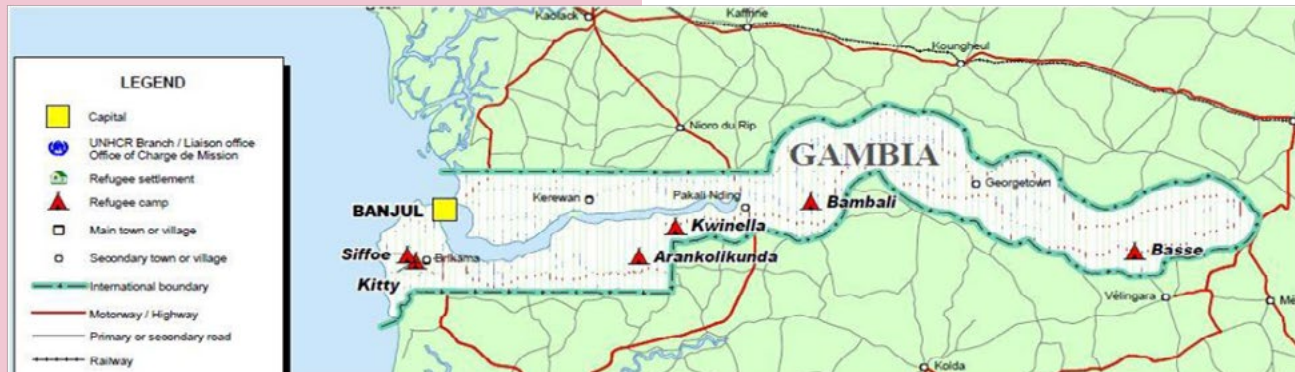 LEGEND
Capital
UNHCR Branch / Liaison office
Office of Charge de Mission
Refugee settlement
Refugee camp
Main town or village
Secondary town or village
International boundary
Motorway / Highway
Primary or secondary road
Railway
Kaolack
Kaffrine
Koungheul
Nioro du Rip
GAMBIA
Georgetown
Kerewan
Pakali-Nding
Bambali
BANJUL
Kwinella
Siffoe
Brikama
Arankolikunda
Basse
Kitty
Vélingara
Kolda